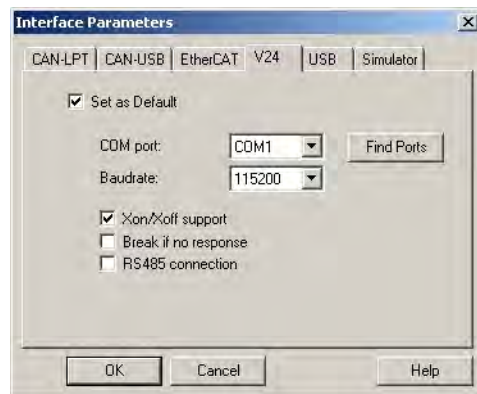 Interface Parameters
CAN-LPT CAN-USB EtherCAT V24 USB Simulator
Set as Default
COM port: COM1 Find Ports
Baudrate: 115200
Xon/Xoff support
Break if no response
RS485 connection
OK Cancel Help